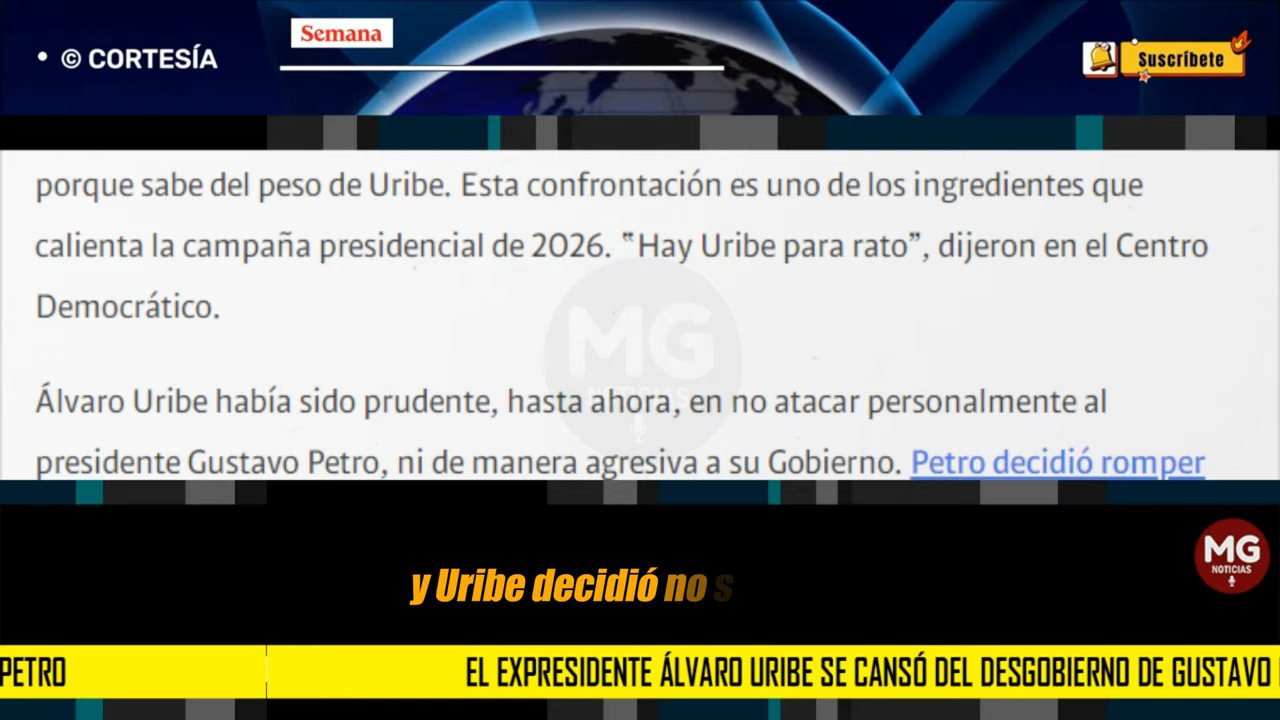 • © CORTESÍA
Semana
Suscríbete
porque sabe del peso de Uribe. Esta confrontación es uno de los ingredientes que
calienta la campaña presidencial de 2026. "Hay Uribe para rato", dijeron en el Centro
Democrático.
MG
NOTICIAS
Álvaro Uribe había sido prudente, hasta ahora, en no atacar personalmente al
presidente Gustavo Petro, ni de manera agresiva a su Gobierno. Petro decidió romper
y Uribe decidió no s
MG
NOTICIAS
PETRO
EL EXPRESIDENTE ÁLVARO URIBE SE CANSÓ DEL DESGOBIERNO DE GUSTAVO